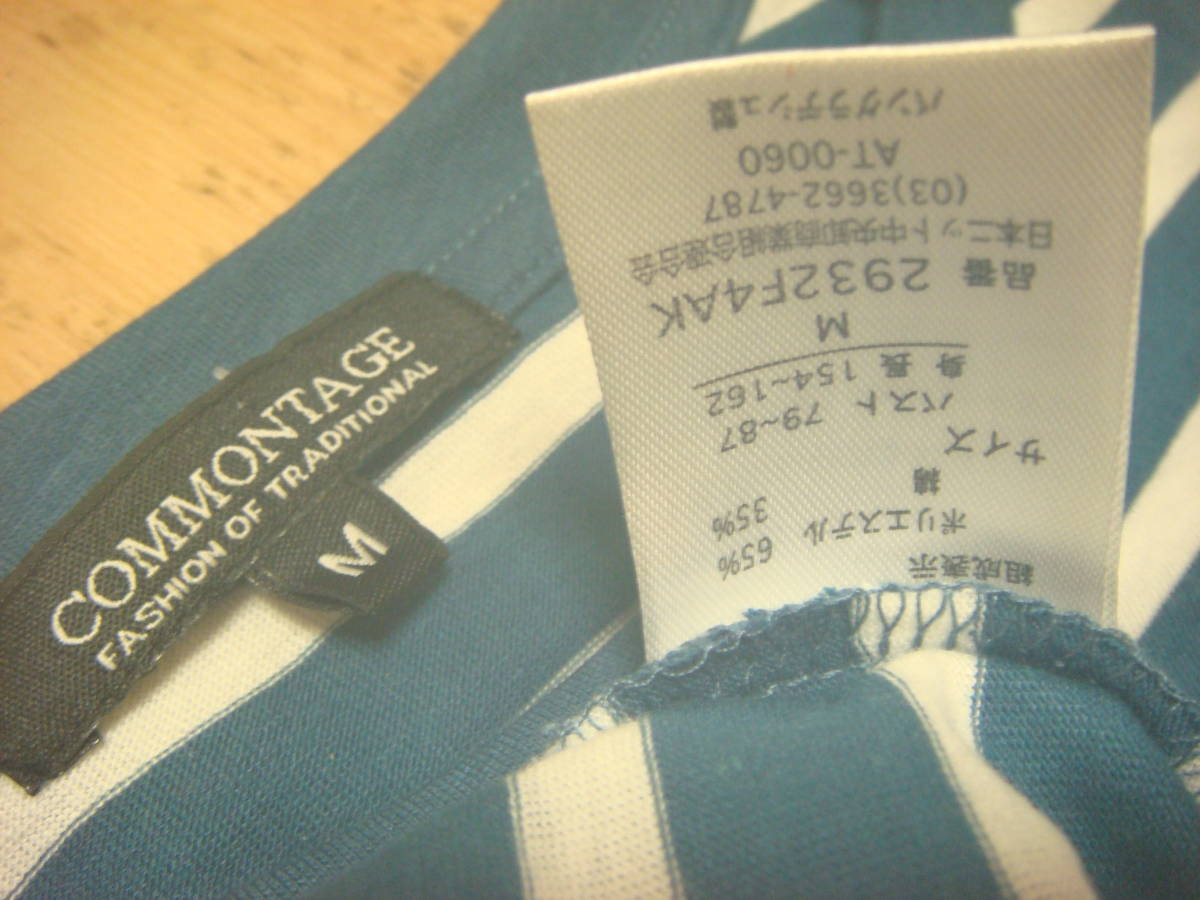 COMMONTAGE
FASHION OF TRADITIONAL
M
組成表示
ポリエステル 65%
綿 35%
サイズ
バスト 79~87
身長 154~162
M
品番 2932F4AK
日本ニット中央卸商業組合連合会
(03)3662-4787
AT-0060
バングラデシュ製